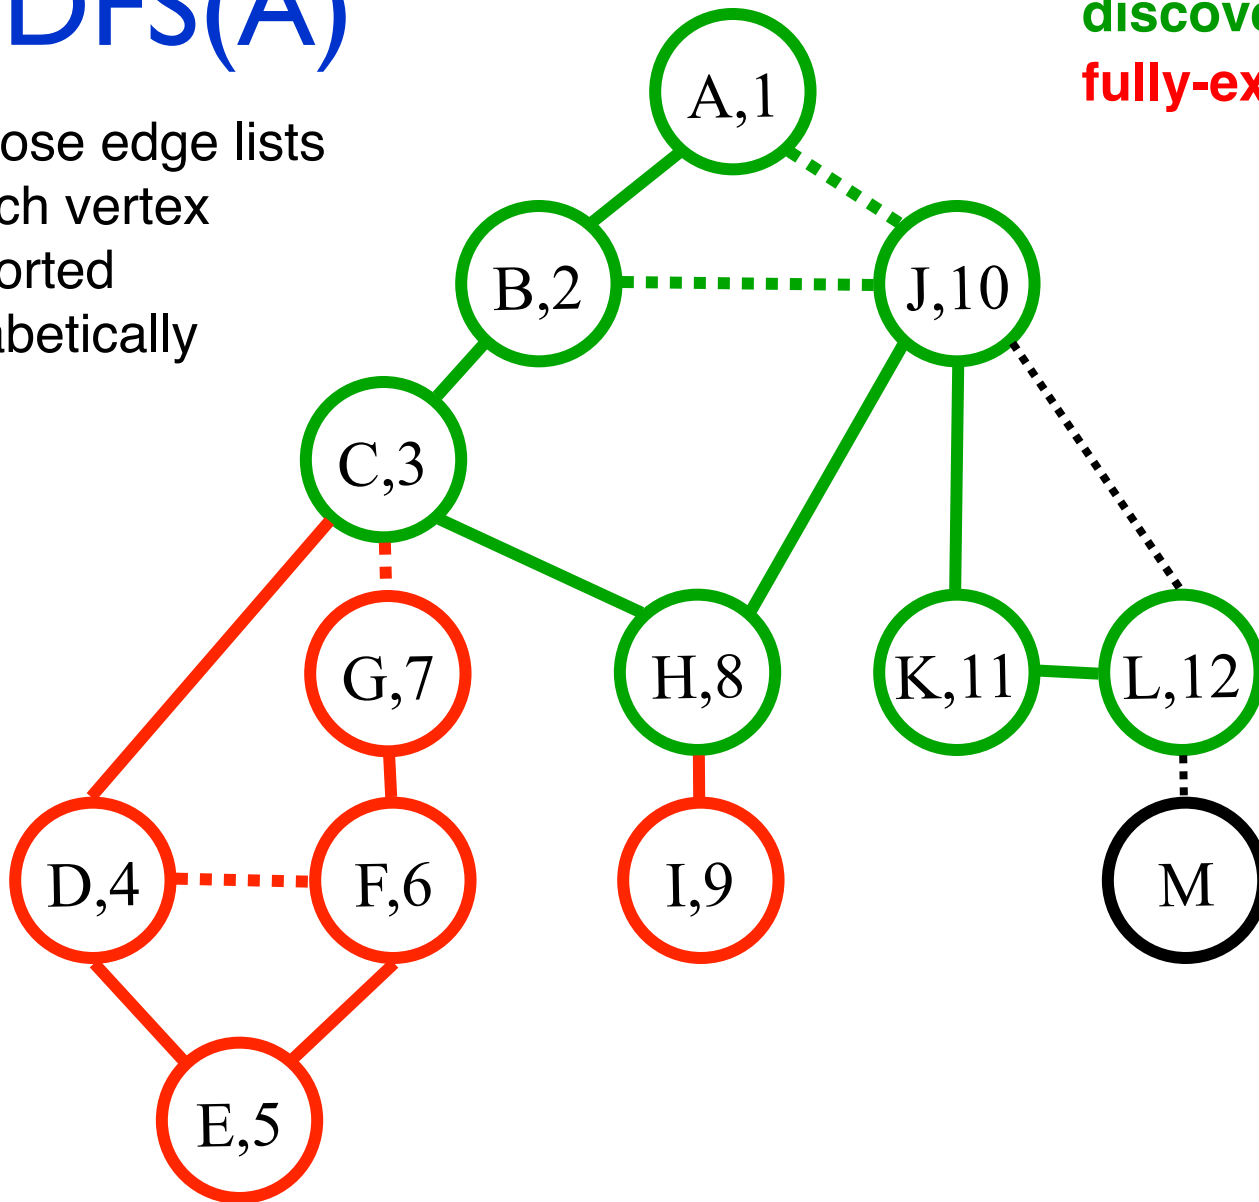 DFS(A)
discove
fully-ex
ose edge lists
ch vertex
orted
abetically
A,1
B,2
J,10
C,3
G,7
H,8
K,11
L,12
D,4
F,6
I,9
M
E,5